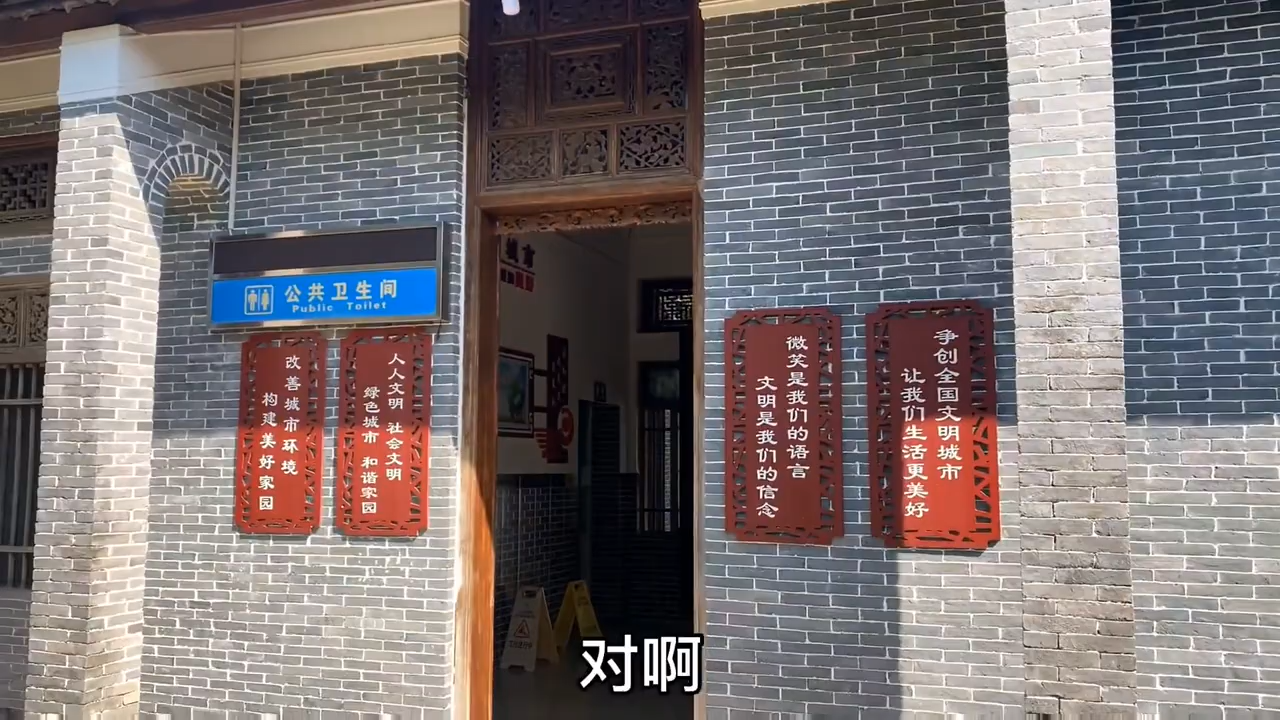 公共卫生间
Public Toilet
改善城市环境
构建美好家园
人人文明 社会文明
绿色城市 和谐家园
微笑是我们的语言
文明是我们的信念
争创全国文明城市
让我们生活更美好
对啊